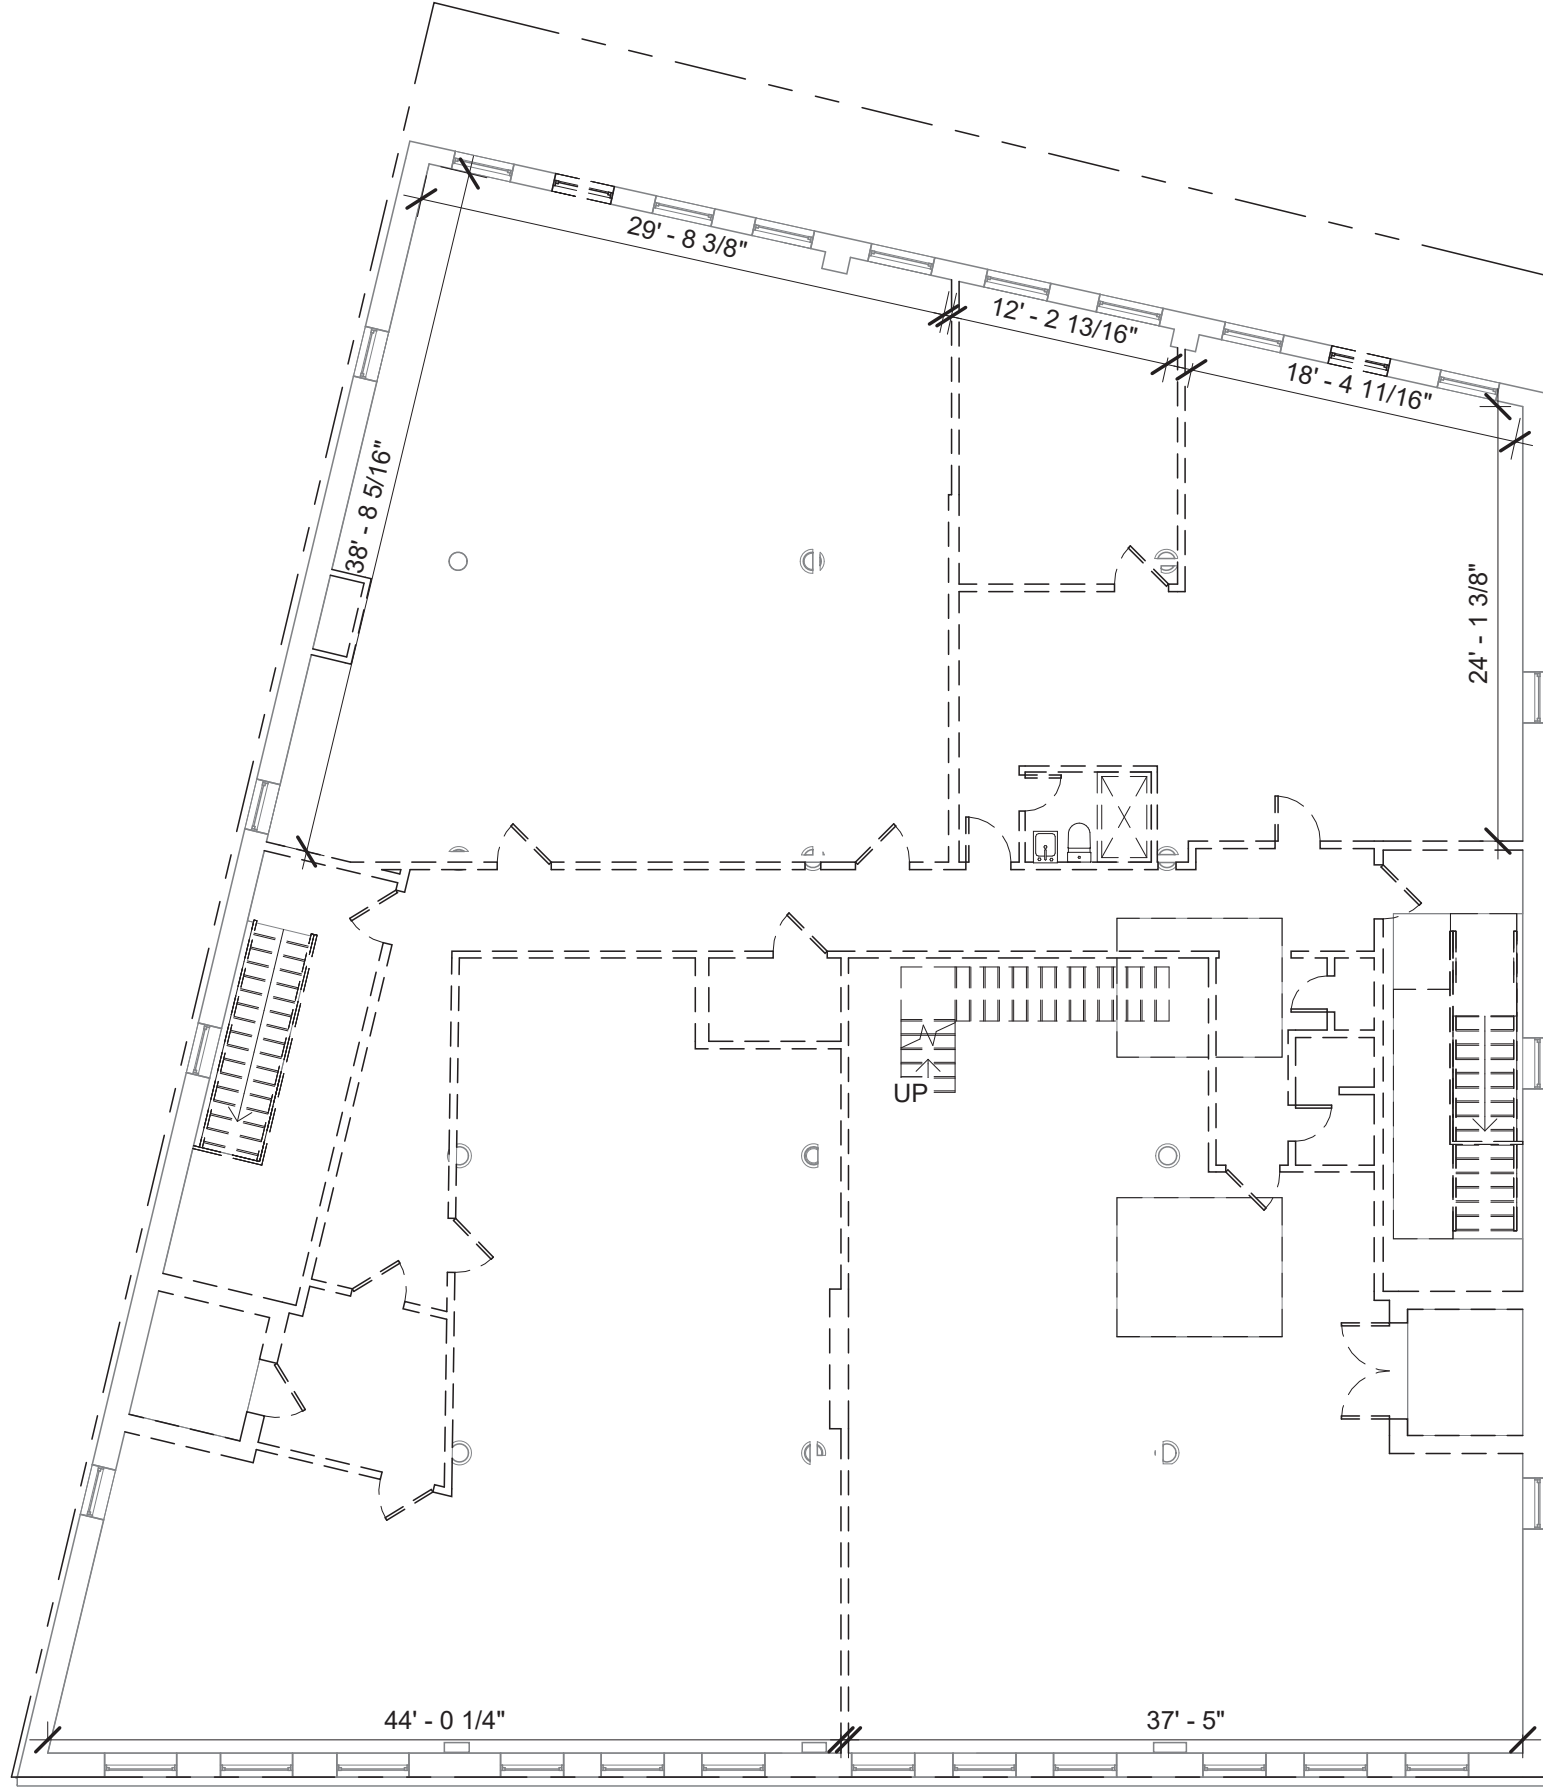 29' - 8 3/8"
12' - 2 13/16"
18' - 4 11/16"
38' - 8 5/16"
24' - 1 3/8"
UP
44' - 0 1/4"
37' - 5"